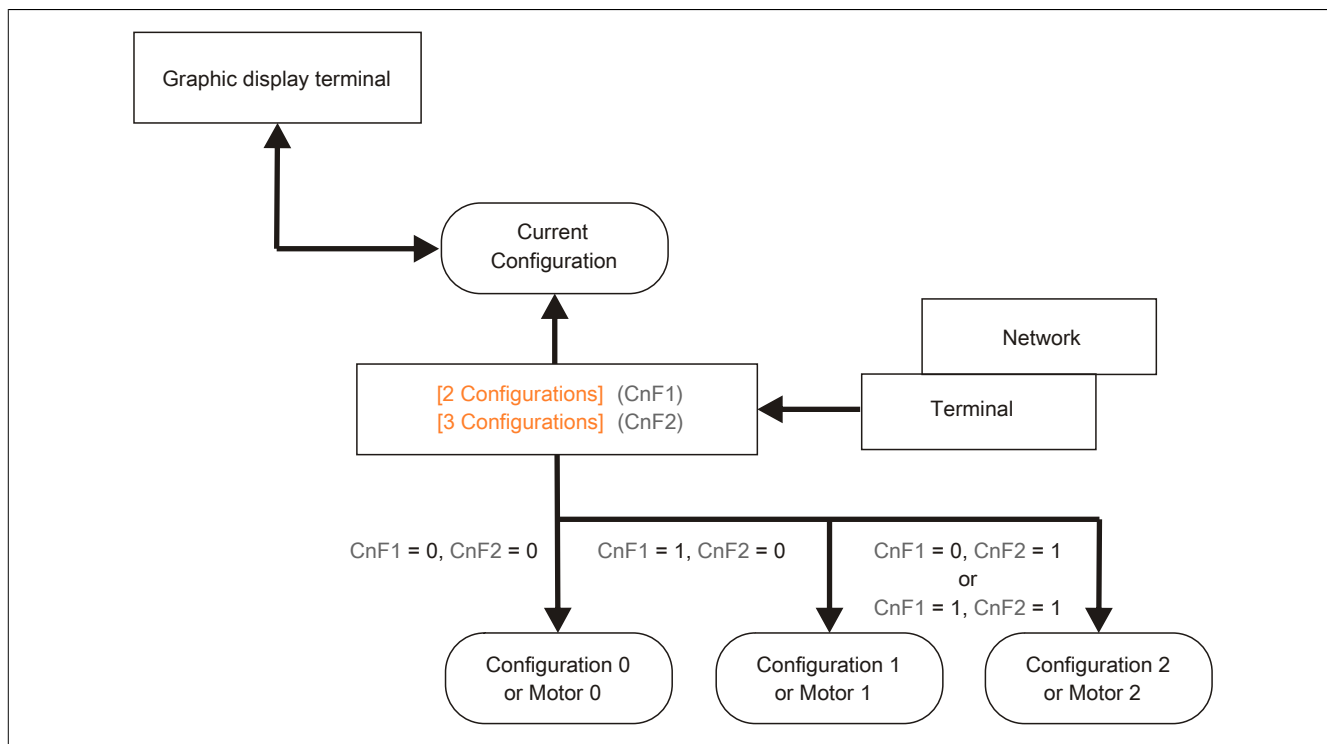 Graphic display terminal
Current
Configuration
Network
[2 Configurations] (CnF1)
[3 Configurations] (CnF2)
Terminal
CnF1 = 0, CnF2 = 0
CnF1 = 1, CnF2 = 0
CnF1 = 0, CnF2 = 1
or
CnF1 = 1, CnF2 = 1
Configuration 0
or Motor 0
Configuration 1
or Motor 1
Configuration 2
or Motor 2